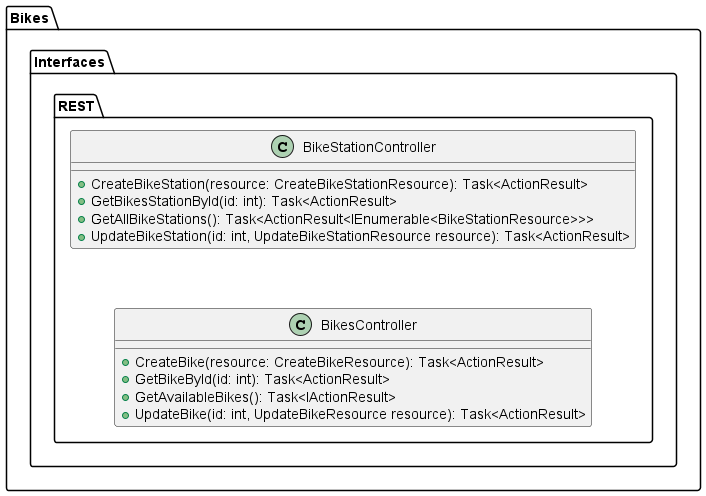 Bikes
Interfaces
REST
C BikeStationController
CreateBikeStation(resource: CreateBikeStationResource): Task<ActionResult>
GetBikesStationById(id: int): Task<ActionResult>
GetAllBikeStations(): Task<ActionResult<IEnumerable<BikeStationResource>>>
UpdateBikeStation(id: int, UpdateBikeStationResource resource): Task<ActionResult>
C BikesController
CreateBike(resource: CreateBikeResource): Task<ActionResult>
GetBikeById(id: int): Task<ActionResult>
GetAvailableBikes(): Task<IActionResult>
UpdateBike(id: int, UpdateBikeResource resource): Task<ActionResult>